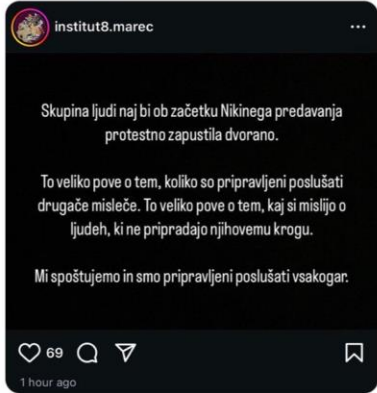 institut8.marec
Skupina ljudi naj bi ob začetku Nikinega predavanja
protestno zapustila dvorano.
To veliko pove o tem, koliko so pripravljeni poslušati
drugače misleče. To veliko pove o tem, kaj si mislijo o
ljudeh, ki ne pripradajo njihovemu krogu.
Mi spoštujemo in smo pripravljeni poslušati vsakogar.
69
1 hour ago